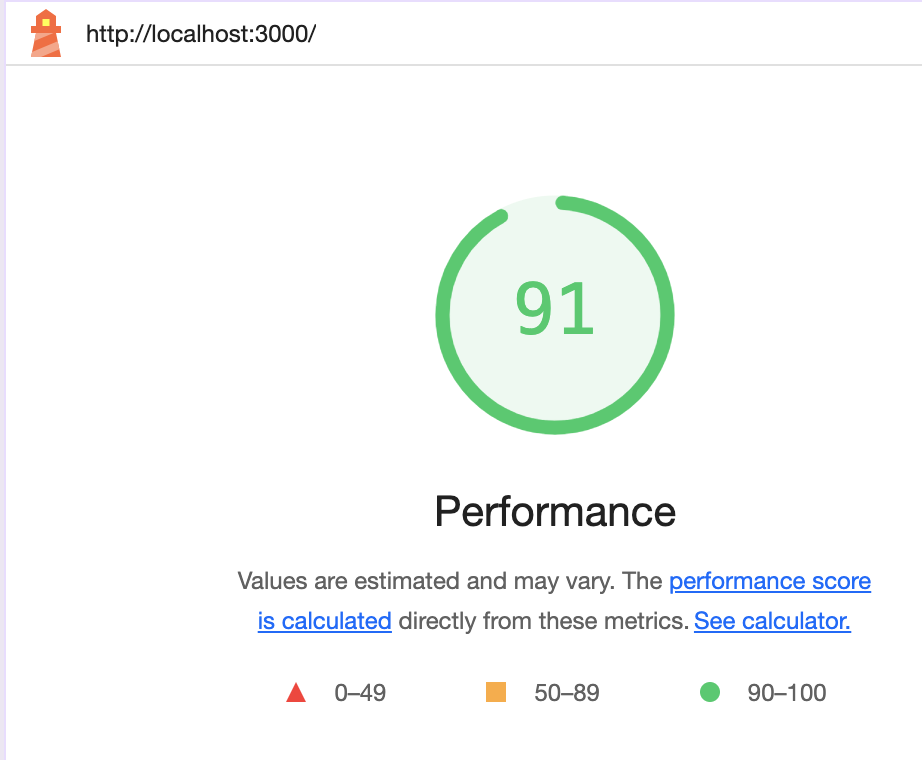 http://localhost:3000/
91
Performance
Values are estimated and may vary. The performance score
is calculated directly from these metrics. See calculator.
0–49 50–89 90–100